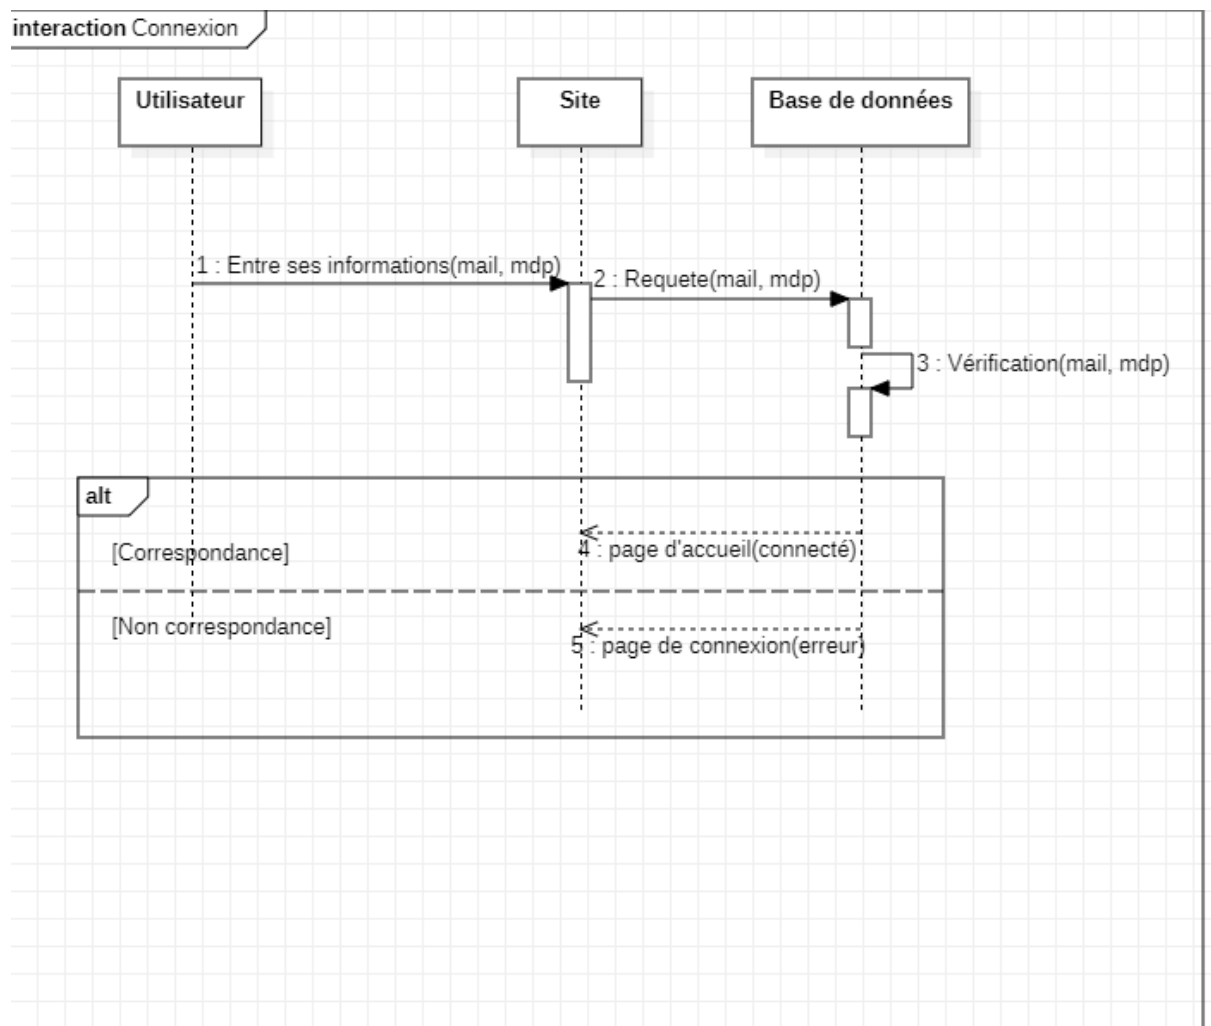 interaction Connexion
Utilisateur
Site
Base de données
1 : Entre ses informations(mail, mdp)
2 : Requete(mail, mdp)
3 : Vérification(mail, mdp)
alt
[Correspondance]
4 : page d'accueil(connecté)
[Non correspondance]
5 : page de connexion(erreur)